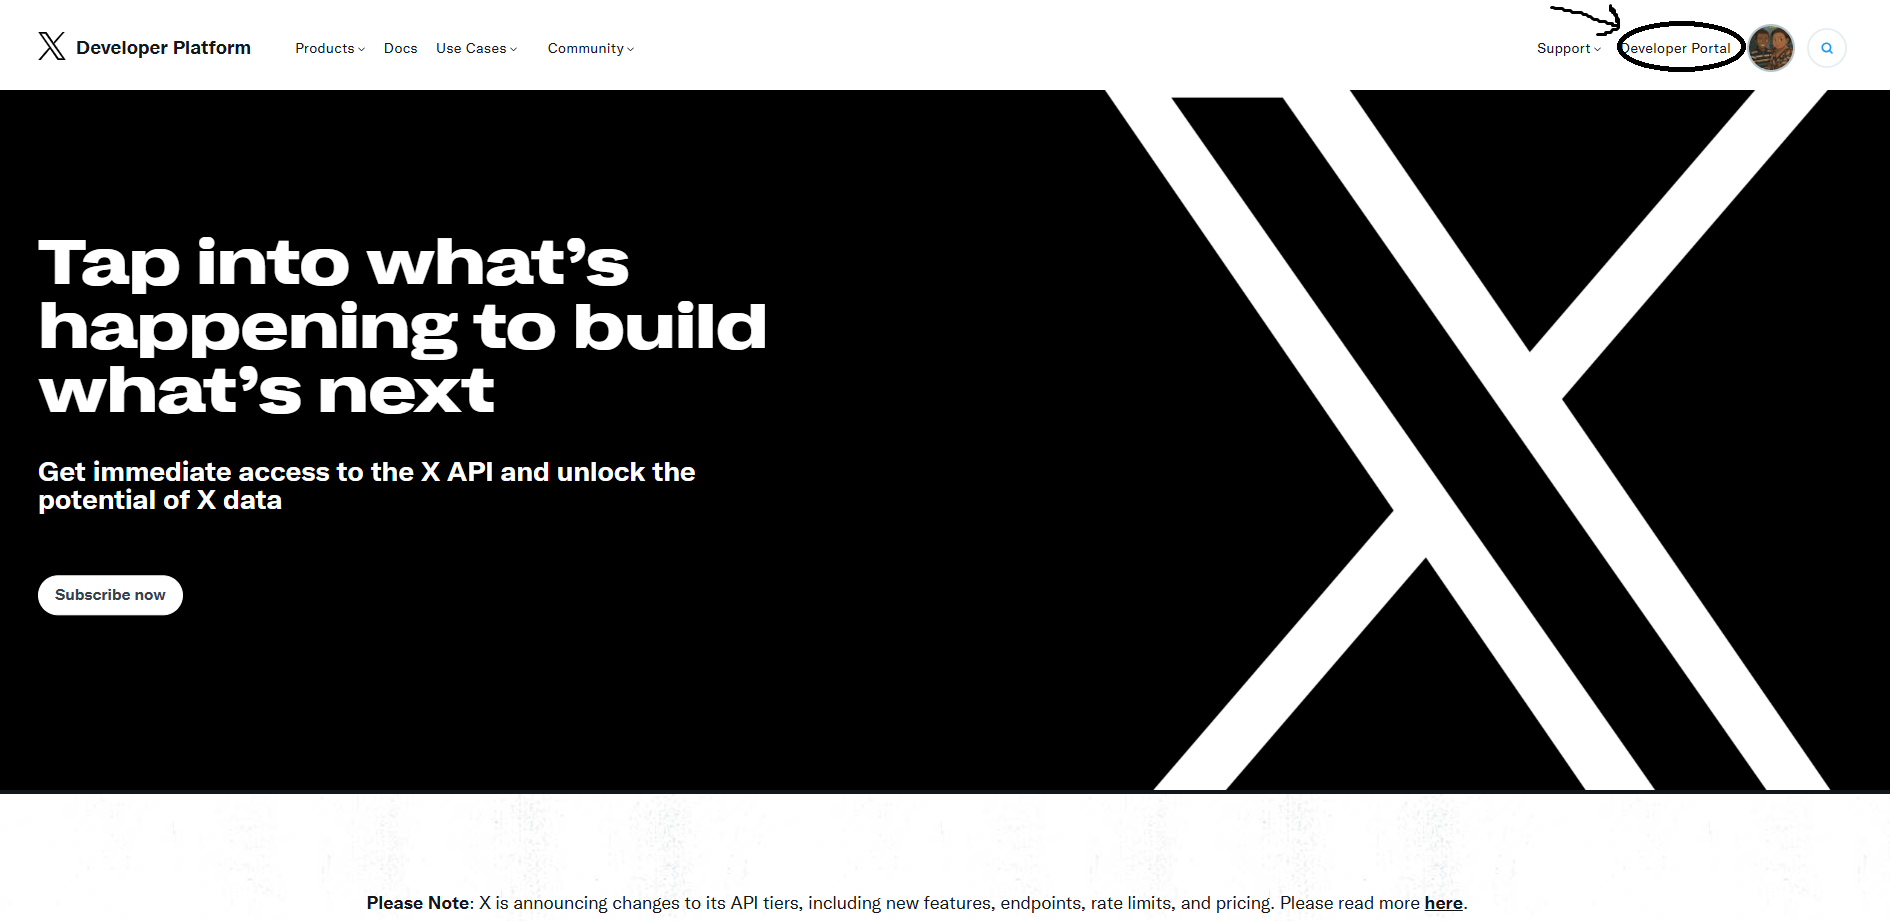 Developer Platform
Products Docs Use Cases Community
Support Developer Portal
Tap into what's
happening to build
what's next
Get immediate access to the X API and unlock the
potential of X data
Subscribe now
Please Note: X is announcing changes to its API tiers, including new features, endpoints, rate limits, and pricing. Please read more here.